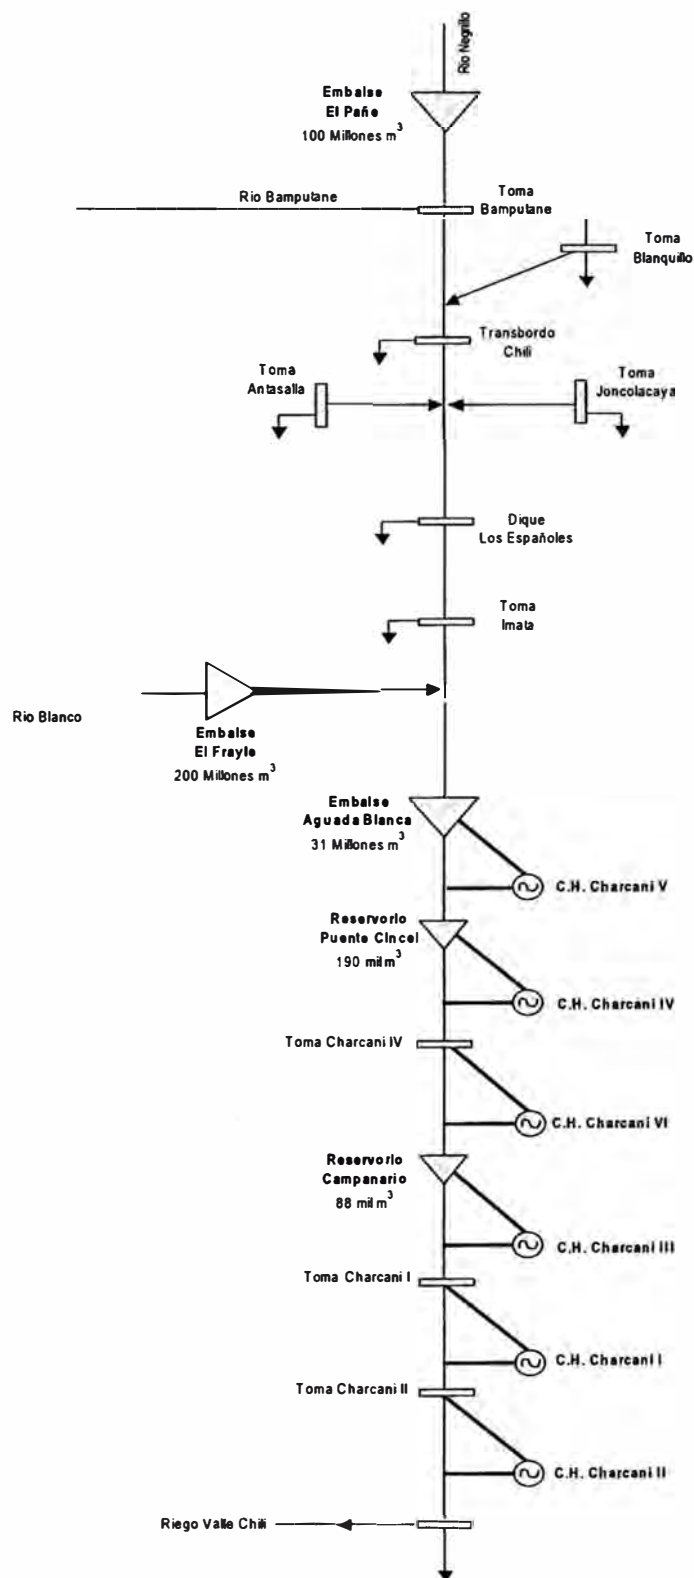 Rio Negrillo
Embalse
El Pañe
100 Millones m³
Rio Bamputane
Toma
Bamputane
Toma
Blanquillo
Transbordo
Chili
Toma
Antasalla
Toma
Joncolacaya
Dique
Los Españoles
Toma
Imata
Rio Blanco
Embalse
El Frayle
200 Millones m³
Embalse
Aguada Blanca
31 Millones m³
C.H. Charcani V
Reservorio
Puente Cincel
190 mil m³
C.H. Charcani IV
Toma Charcani IV
C.H. Charcani VI
Reservorio
Campanario
88 mil m³
C.H. Charcani III
Toma Charcani I
C.H. Charcani I
Toma Charcani II
C.H. Charcani II
Riego Valle Chili